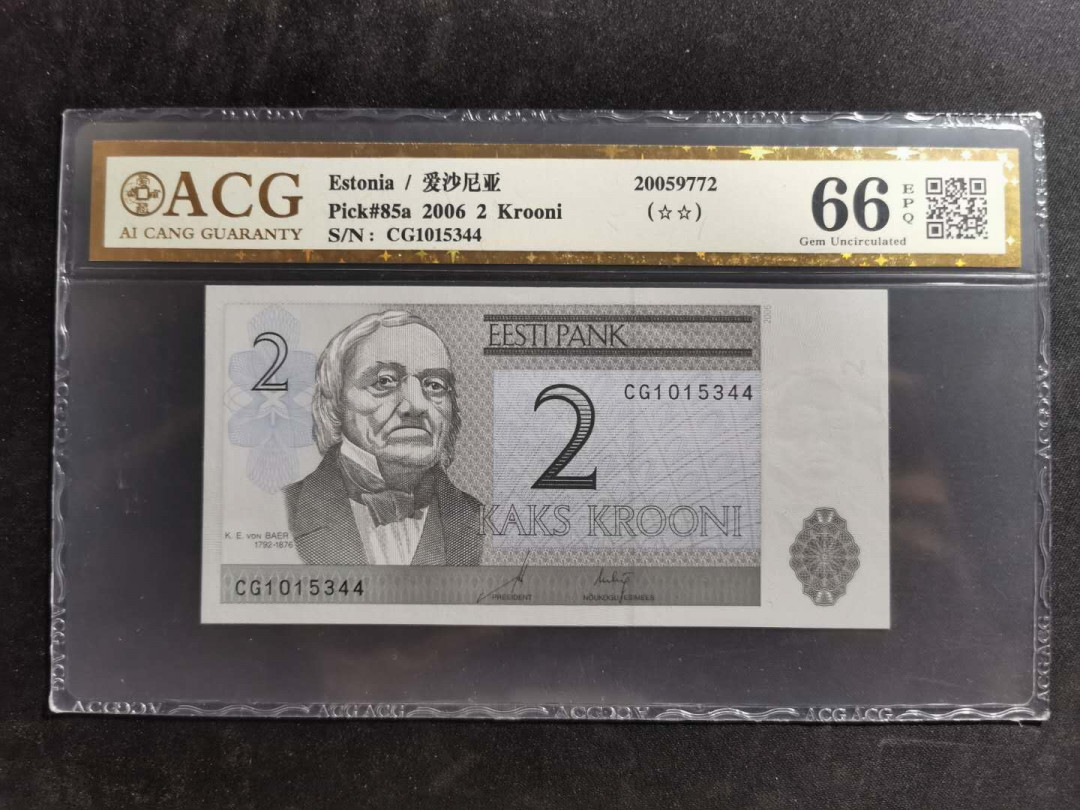 ACG
AI CANG GUARANTY
Estonia / 爱沙尼亚
Pick#85a 2006 2 Krooni
S/N: CG1015344
20059772
(☆☆)
66
EPQ
Gem Uncirculated
2
EESTI PANK
2006
CG1015344
2
KAKS KROONI
K. E. VON BAER
1792-1876
CG1015344
PRESIDENT
NÕUKOGU ESIMEES